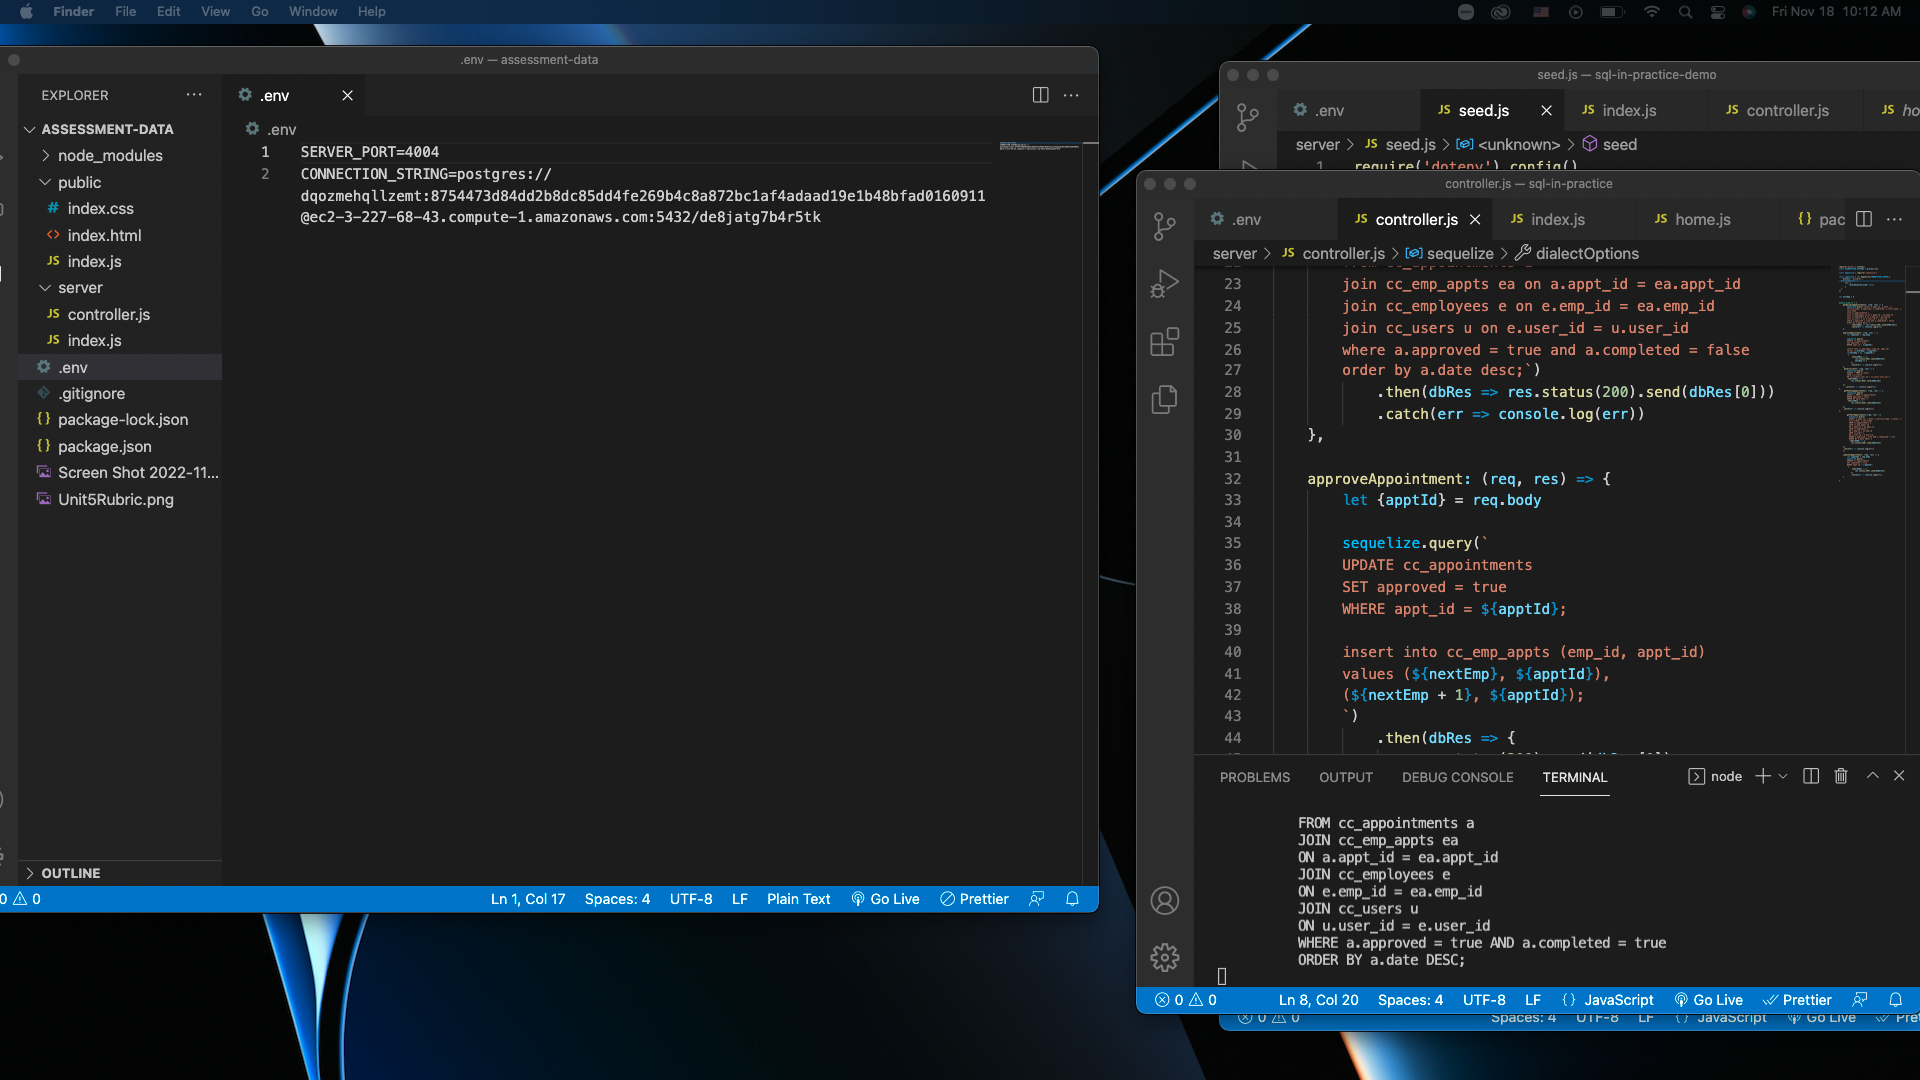 Finder File Edit View Go Window Help
Fri Nov 18 10:12 AM
.env — assessment-data
EXPLORER
ASSESSMENT-DATA
node_modules
public
# index.css
<> index.html
JS index.js
server
JS controller.js
JS index.js
.env
.gitignore
{} package-lock.json
{} package.json
Screen Shot 2022-11...
Unit5Rubric.png
OUTLINE
.env
.env
1 SERVER_PORT=4004
2 CONNECTION_STRING=postgres://
dqozmehqllzemt:8754473d84dd2b8dc85dd4fe269b4c8a872bc1af4adaad19e1b48bfad0160911
@ec2-3-227-68-43.compute-1.amazonaws.com:5432/de8jatg7b4r5tk
0 0 Ln 1, Col 17 Spaces: 4 UTF-8 LF Plain Text Go Live Prettier
seed.js — sql-in-practice-demo
.env JS seed.js JS index.js JS controller.js JS ho
server > JS seed.js > <unknown> > seed
1 require('dotenv').config()
controller.js — sql-in-practice
.env JS controller.js JS index.js JS home.js {} pac
server > JS controller.js > sequelize > dialectOptions
23 join cc_emp_appts ea on a.appt_id = ea.appt_id
24 join cc_employees e on e.emp_id = ea.emp_id
25 join cc_users u on e.user_id = u.user_id
26 where a.approved = true and a.completed = false
27 order by a.date desc;`)
28 .then(dbRes => res.status(200).send(dbRes[0]))
29 .catch(err => console.log(err))
30 },
31
32 approveAppointment: (req, res) => {
33 let {apptId} = req.body
34
35 sequelize.query(`
36 UPDATE cc_appointments
37 SET approved = true
38 WHERE appt_id = ${apptId};
39
40 insert into cc_emp_appts (emp_id, appt_id)
41 values (${nextEmp}, ${apptId}),
42 (${nextEmp + 1}, ${apptId});
43 `)
44 .then(dbRes => {
PROBLEMS OUTPUT DEBUG CONSOLE TERMINAL node
FROM cc_appointments a
JOIN cc_emp_appts ea
ON a.appt_id = ea.appt_id
JOIN cc_employees e
ON e.emp_id = ea.emp_id
JOIN cc_users u
ON u.user_id = e.user_id
WHERE a.approved = true AND a.completed = true
ORDER BY a.date DESC;
0 0 Ln 8, Col 20 Spaces: 4 UTF-8 LF {} JavaScript Go Live Prettier
0 0 Spaces: 4 UTF-8 LF {} JavaScript Go Live Pre